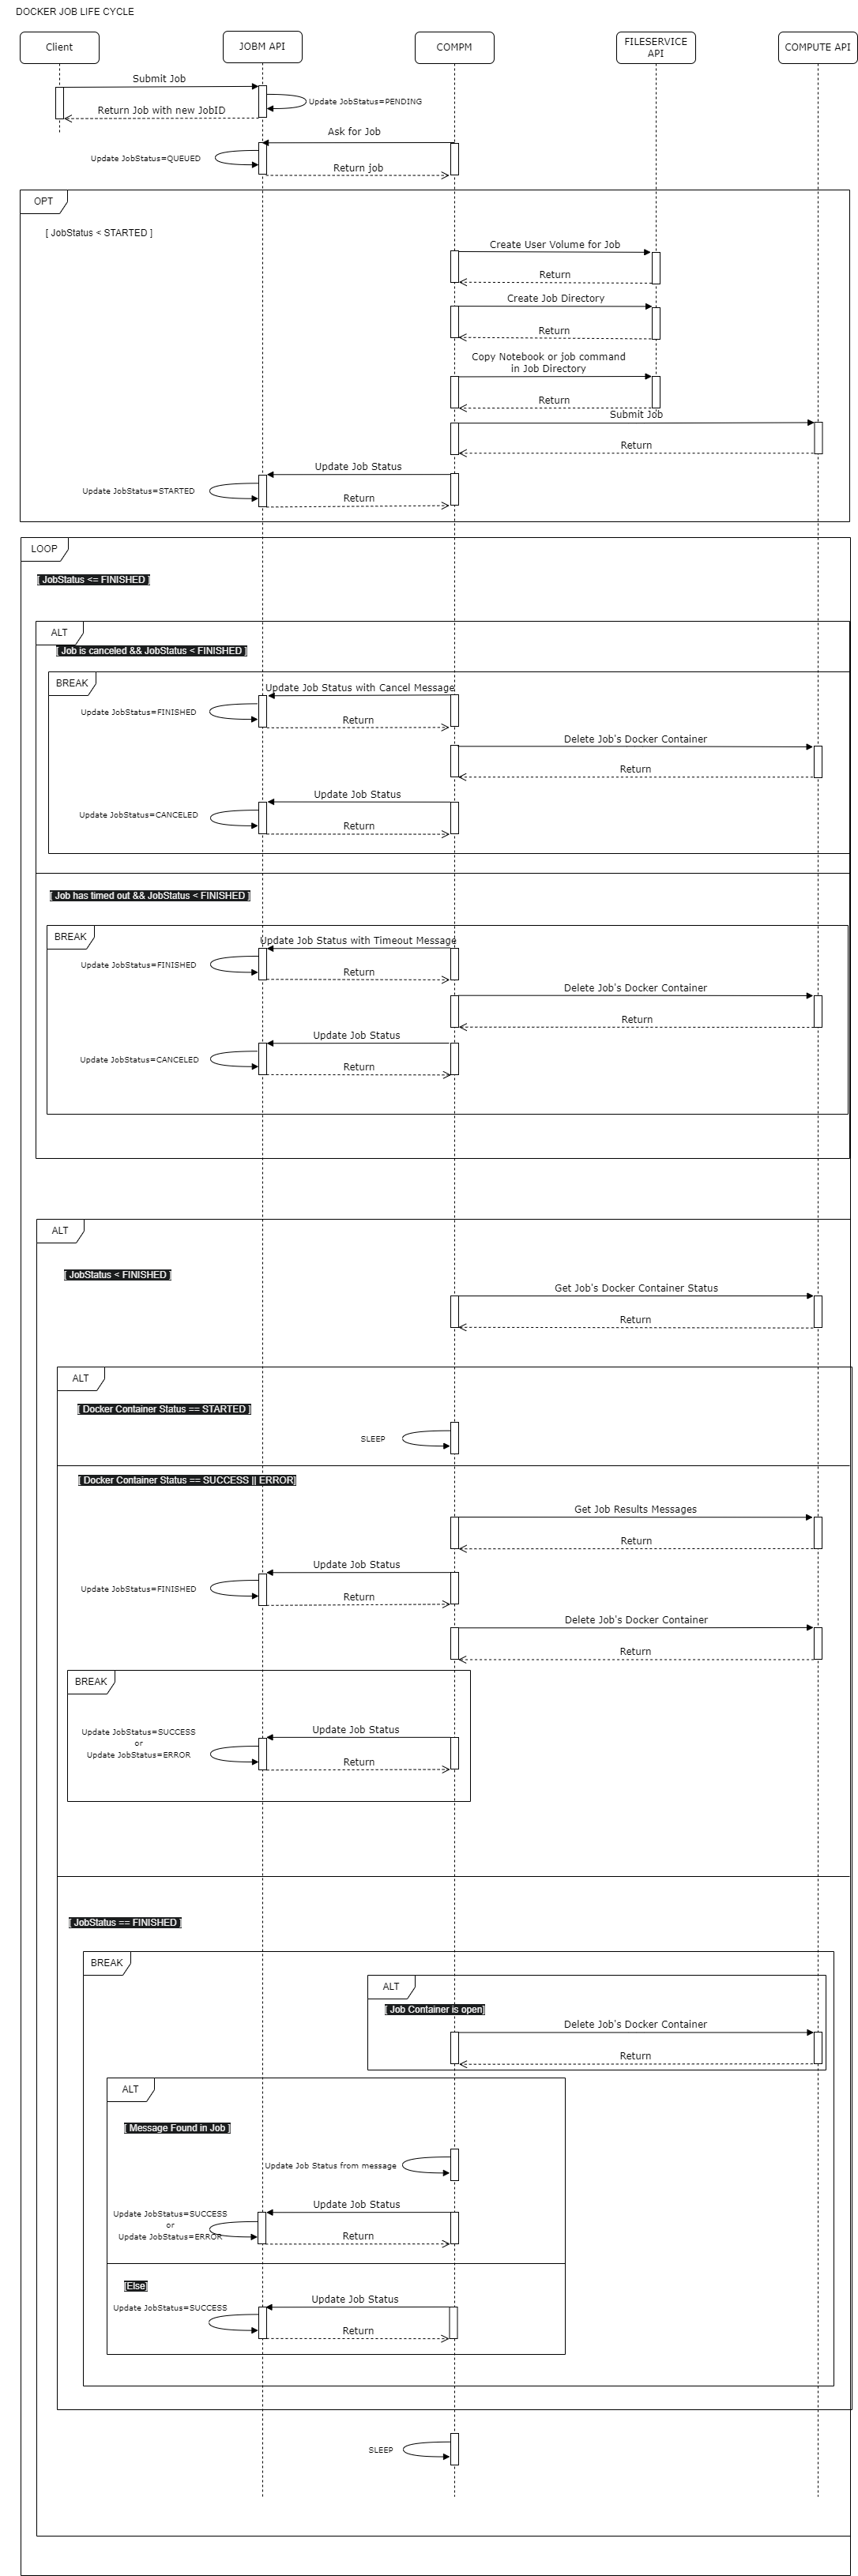 DOCKER JOB LIFE CYCLE
Client
JOBM API
COMPM
FILESERVICE
API
COMPUTE API
Submit Job
Update JobStatus=PENDING
Return Job with new JobID
Ask for Job
Update JobStatus=QUEUED
Return job
OPT
[ JobStatus < STARTED ]
Create User Volume for Job
Return
Create Job Directory
Return
Copy Notebook or job command
in Job Directory
Return
Submit Job
Return
Update Job Status
Update JobStatus=STARTED
Return
LOOP
[ JobStatus <= FINISHED ]
ALT
[ Job is canceled && JobStatus < FINISHED ]
BREAK
Update Job Status with Cancel Message
Update JobStatus=FINISHED
Return
Delete Job's Docker Container
Return
Update Job Status
Update JobStatus=CANCELED
Return
[ Job has timed out && JobStatus < FINISHED ]
BREAK
Update Job Status with Timeout Message
Update JobStatus=FINISHED
Return
Delete Job's Docker Container
Return
Update Job Status
Update JobStatus=CANCELED
Return
ALT
[ JobStatus < FINISHED ]
Get Job's Docker Container Status
Return
ALT
[ Docker Container Status == STARTED ]
SLEEP
[ Docker Container Status == SUCCESS || ERROR]
Get Job Results Messages
Return
Update Job Status
Update JobStatus=FINISHED
Return
Delete Job's Docker Container
Return
BREAK
Update Job Status
Update JobStatus=SUCCESS
or
Update JobStatus=ERROR
Return
[ JobStatus == FINISHED ]
BREAK
ALT
[ Job Container is open]
Delete Job's Docker Container
Return
ALT
[ Message Found in Job ]
Update Job Status from message
Update Job Status
Update JobStatus=SUCCESS
or
Update JobStatus=ERROR
Return
[Else]
Update Job Status
Update JobStatus=SUCCESS
Return
SLEEP